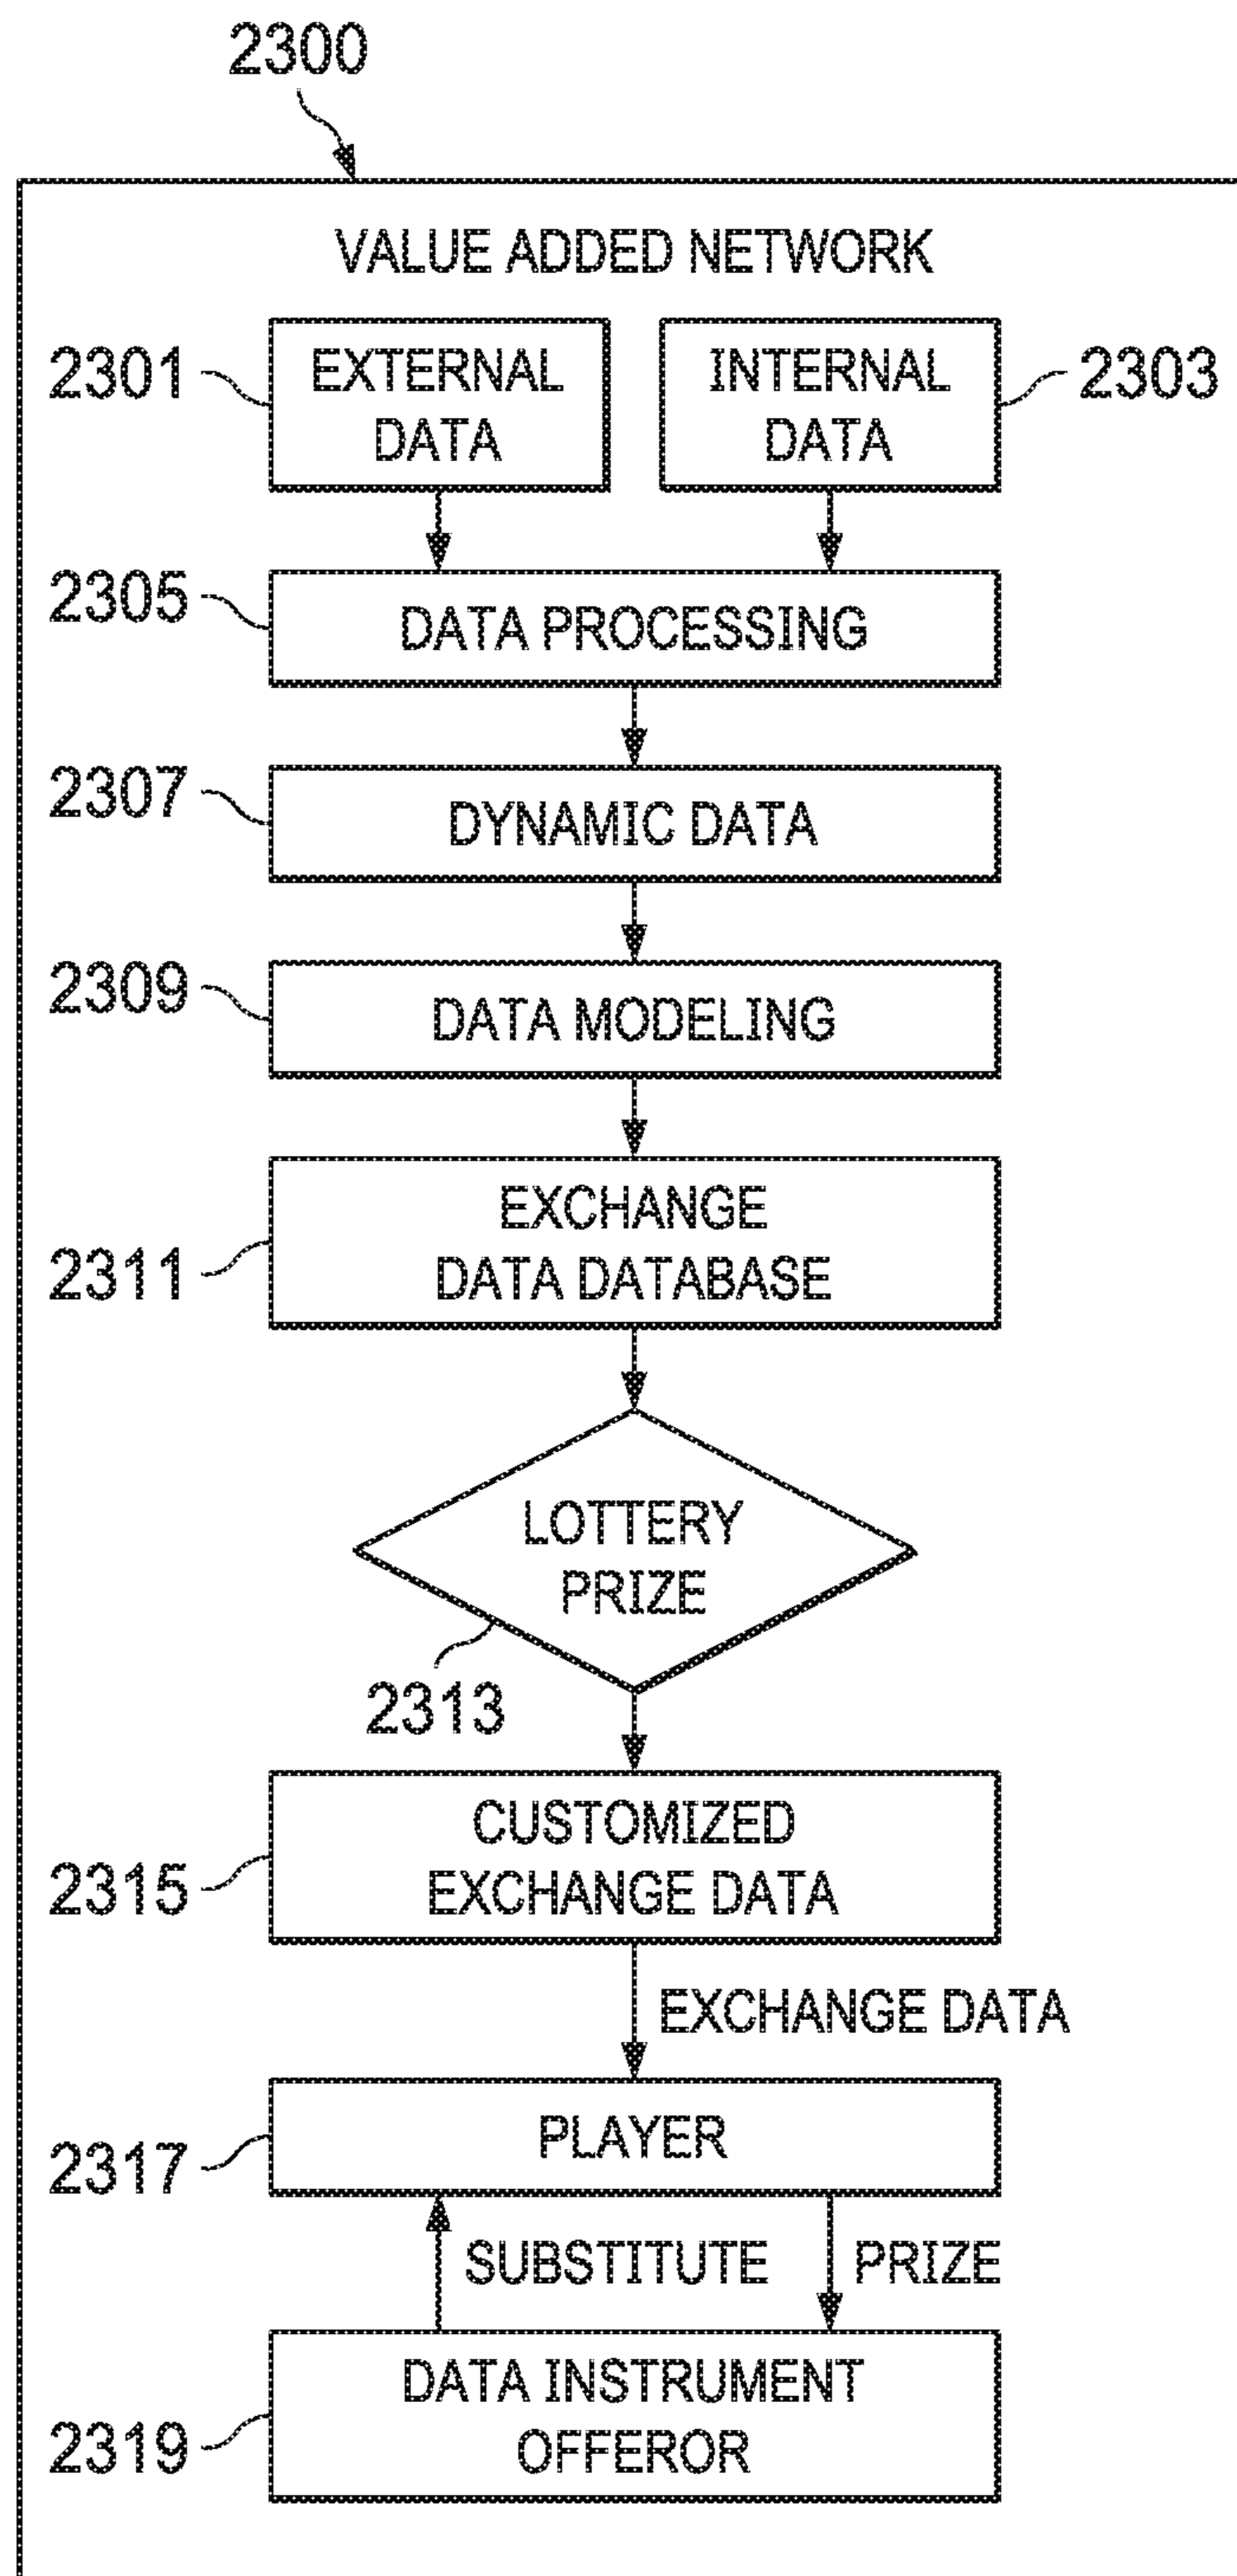 2300
VALUE ADDED NETWORK
2301
EXTERNAL
DATA
INTERNAL
DATA
2303
2305
DATA PROCESSING
2307
DYNAMIC DATA
2309
DATA MODELING
2311
EXCHANGE
DATA DATABASE
LOTTERY
PRIZE
2313
2315
CUSTOMIZED
EXCHANGE DATA
EXCHANGE DATA
2317
PLAYER
SUBSTITUTE
PRIZE
2319
DATA INSTRUMENT
OFFEROR